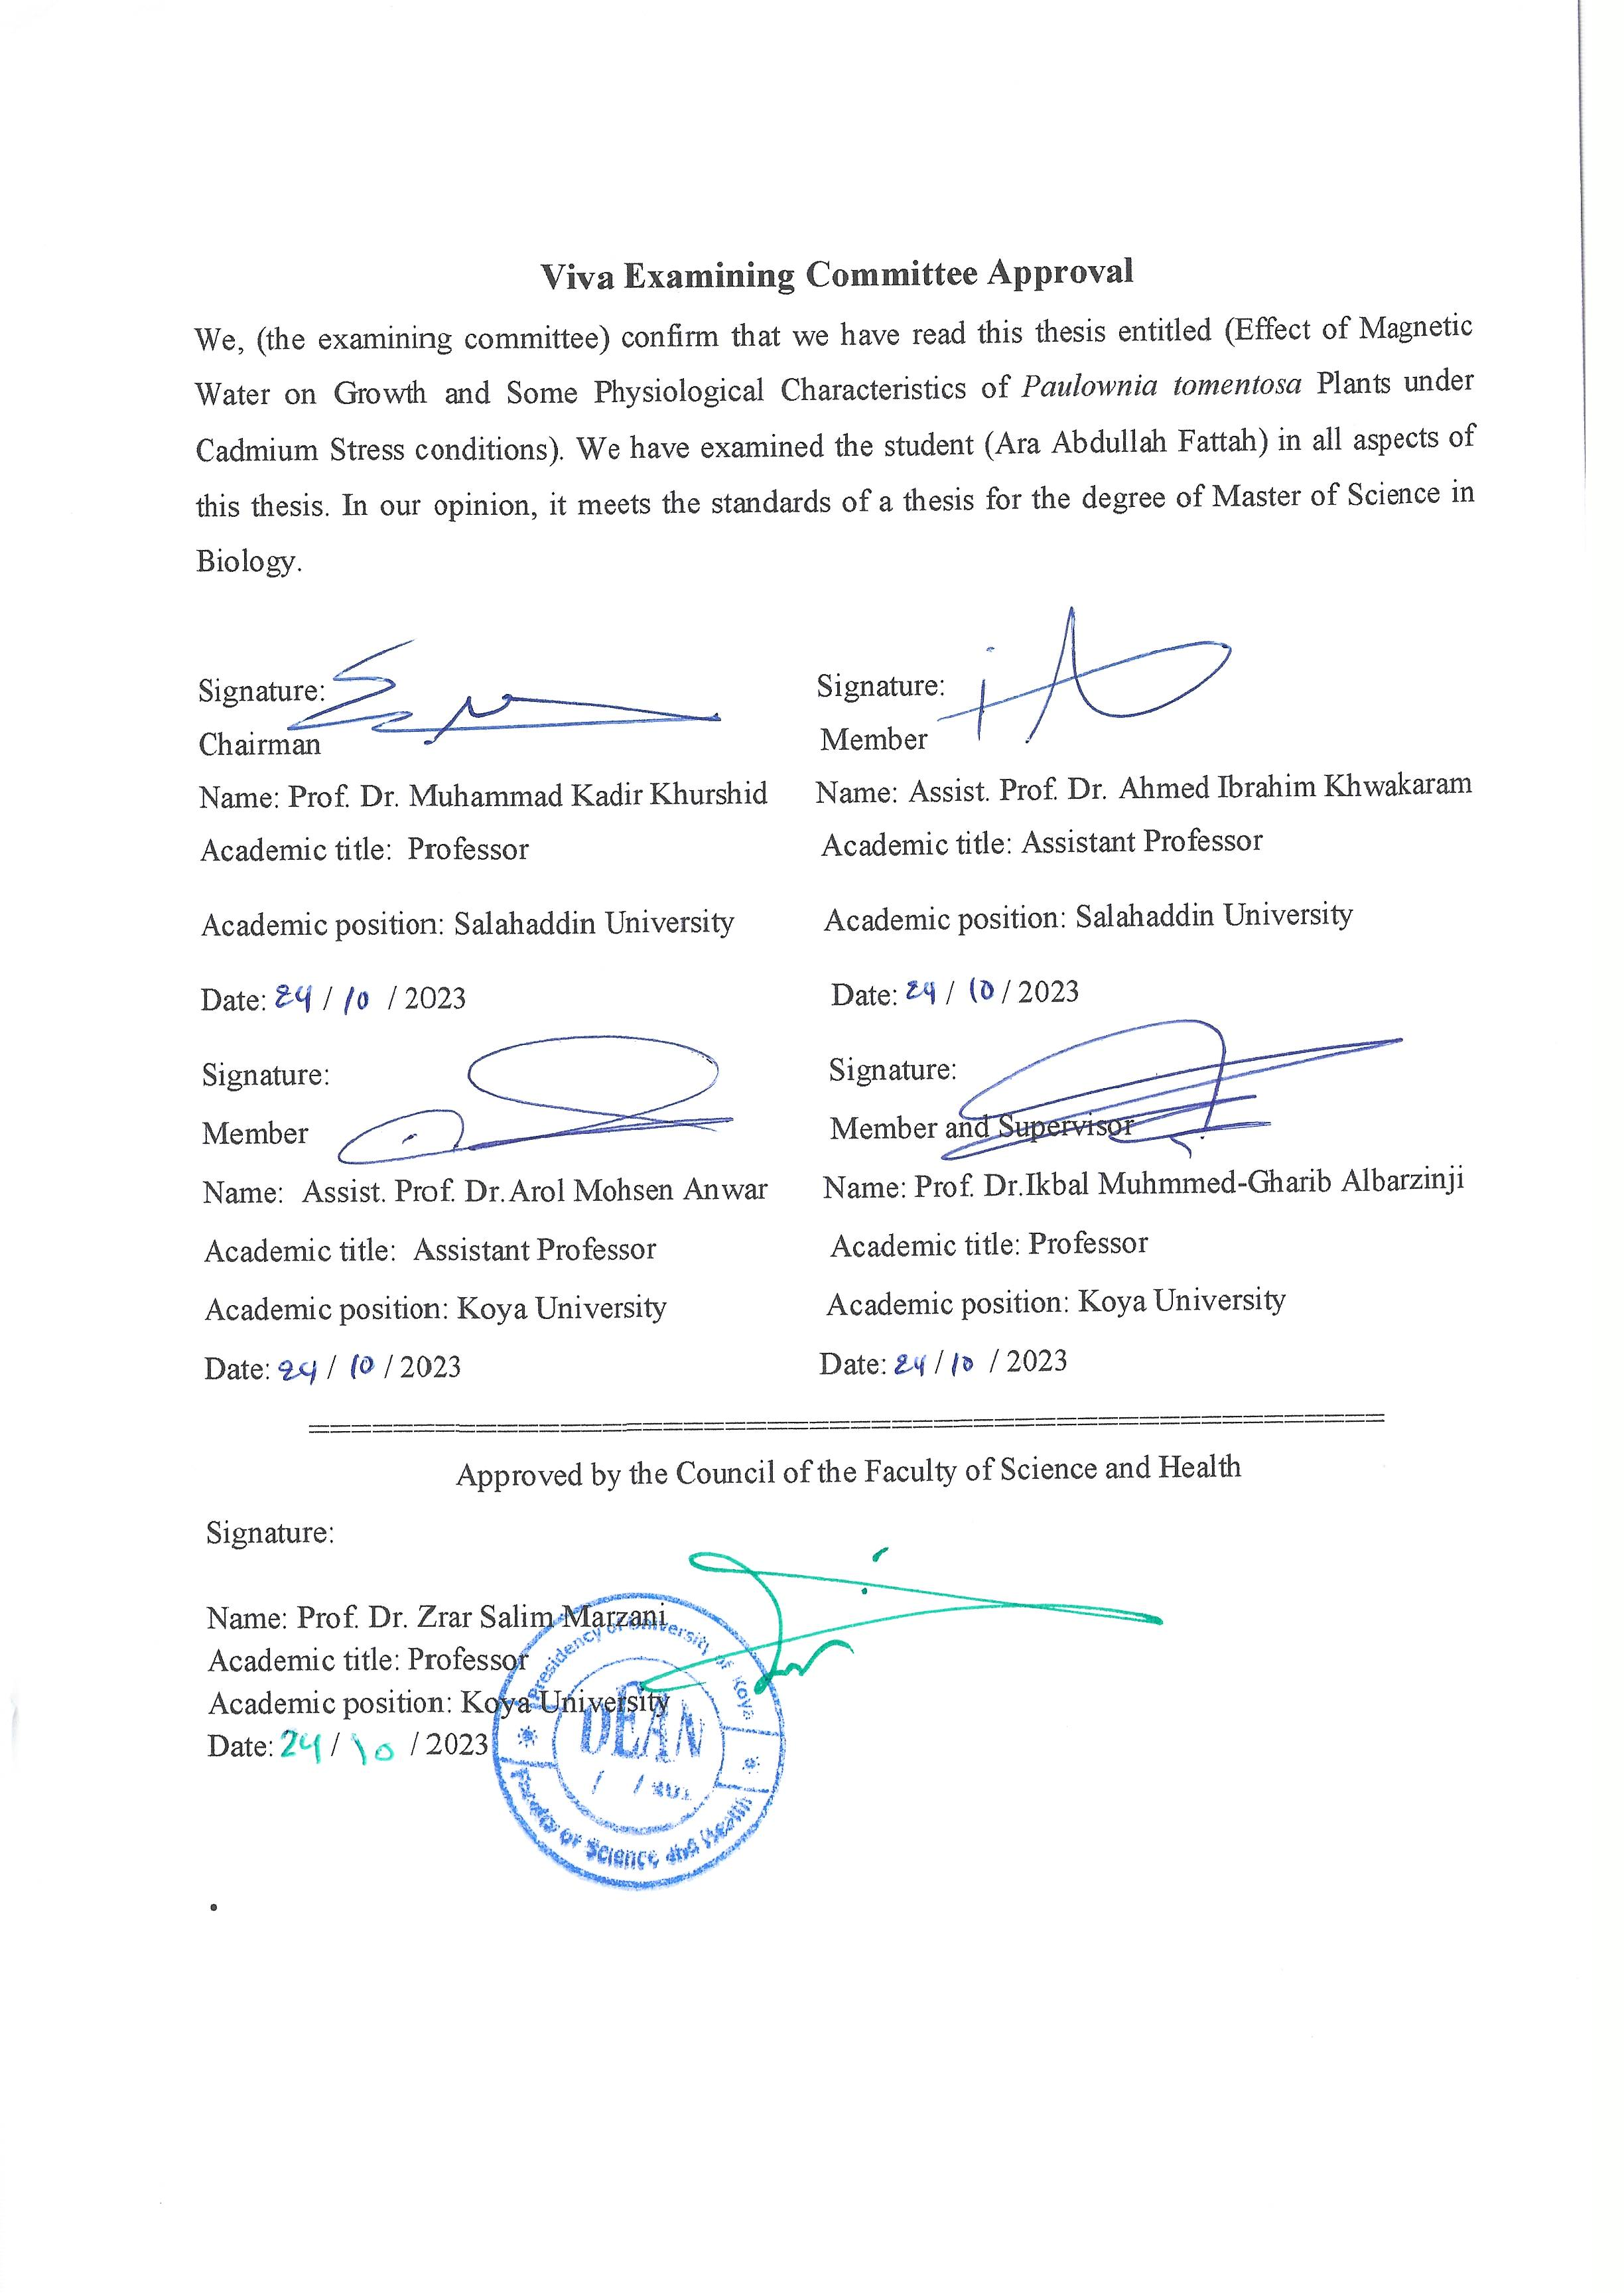 Viva Examining Committee Approval
We, (the examining committee) confirm that we have read this thesis entitled (Effect of Magnetic
Water on Growth and Some Physiological Characteristics of Paulownia tomentosa Plants under
Cadmium Stress conditions). We have examined the student (Ara Abdullah Fattah) in all aspects of
this thesis. In our opinion, it meets the standards of a thesis for the degree of Master of Science in
Biology.
Signature:
Chairman
Name: Prof. Dr. Muhammad Kadir Khurshid
Academic title: Professor
Academic position: Salahaddin University
Date: 24 / 10 / 2023
Signature:
Member
Name: Assist. Prof. Dr. Ahmed Ibrahim Khwakaram
Academic title: Assistant Professor
Academic position: Salahaddin University
Date: 24 / 10 / 2023
Signature:
Member
Name: Assist. Prof. Dr. Arol Mohsen Anwar
Academic title: Assistant Professor
Academic position: Koya University
Date: 24 / 10 / 2023
Signature:
Member and Supervisor
Name: Prof. Dr.Ikbal Muhmmed-Gharib Albarzinji
Academic title: Professor
Academic position: Koya University
Date: 24 / 10 / 2023
Approved by the Council of the Faculty of Science and Health
Signature:
Name: Prof. Dr. Zrar Salim Marzani
Academic title: Professor
Academic position: Koya University
Date: 24 / 10 / 2023
Presidency of University of Koya
DEAN
Faculty of Science and Health